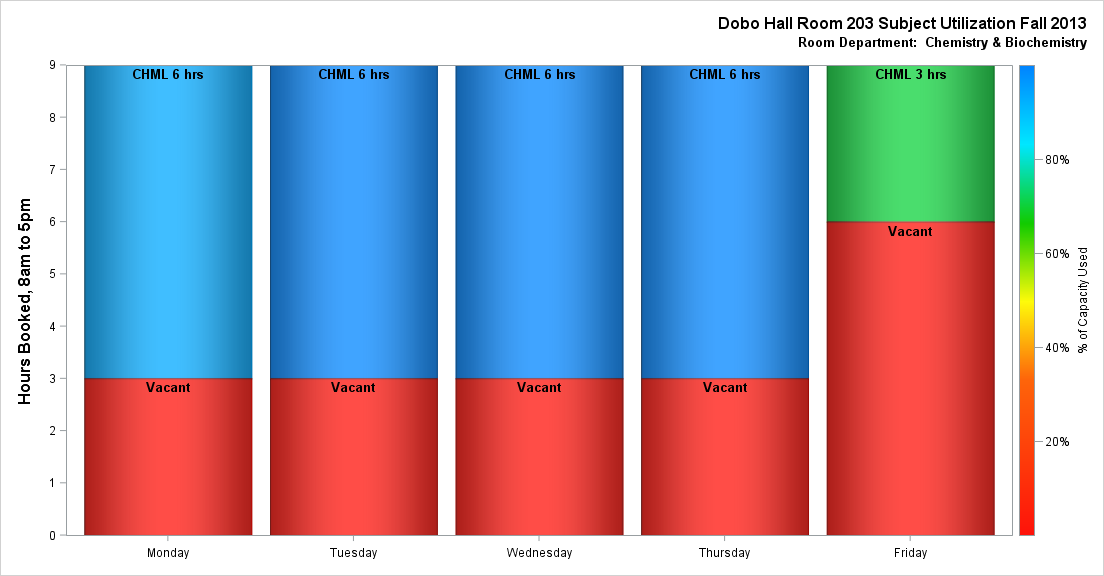 Dobo Hall Room 203 Subject Utilization Fall 2013
Room Department:  Chemistry & Biochemistry
Hours Booked, 8am to 5pm
9
8
7
6
5
4
3
2
1
0
CHML 6 hrs
CHML 6 hrs
CHML 6 hrs
CHML 6 hrs
CHML 3 hrs
Vacant
Vacant
Vacant
Vacant
Vacant
Monday
Tuesday
Wednesday
Thursday
Friday
80%
60%
40%
20%
% of Capacity Used